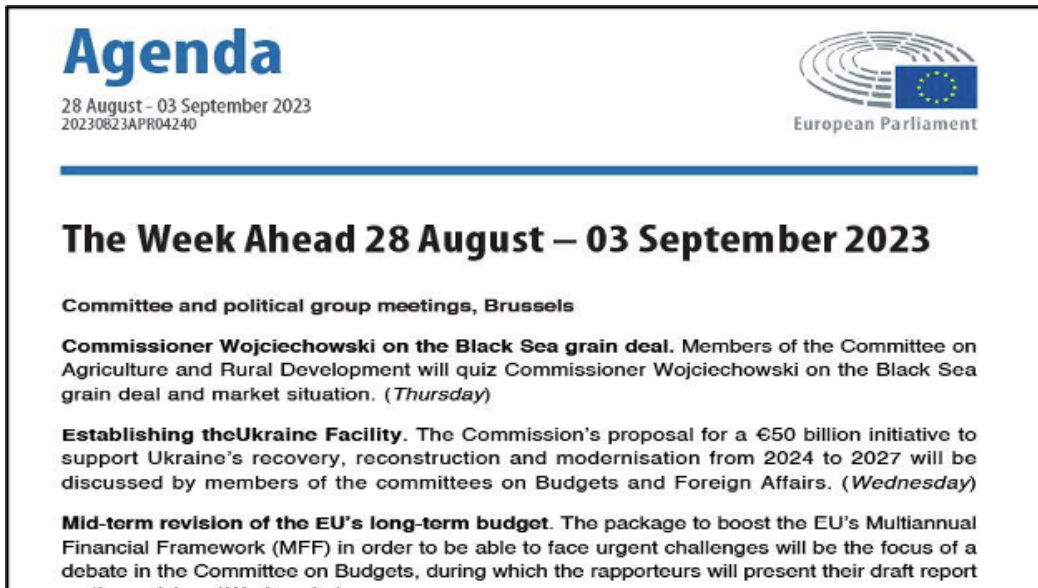 Agenda
28 August - 03 September 2023
20230823APR04240
European Parliament
The Week Ahead 28 August – 03 September 2023
Committee and political group meetings, Brussels
Commissioner Wojciechowski on the Black Sea grain deal. Members of the Committee on
Agriculture and Rural Development will quiz Commissioner Wojciechowski on the Black Sea
grain deal and market situation. (Thursday)
Establishing theUkraine Facility. The Commission’s proposal for a €50 billion initiative to
support Ukraine’s recovery, reconstruction and modernisation from 2024 to 2027 will be
discussed by members of the committees on Budgets and Foreign Affairs. (Wednesday)
Mid-term revision of the EU’s long-term budget. The package to boost the EU’s Multiannual
Financial Framework (MFF) in order to be able to face urgent challenges will be the focus of a
debate in the Committee on Budgets, during which the rapporteurs will present their draft report